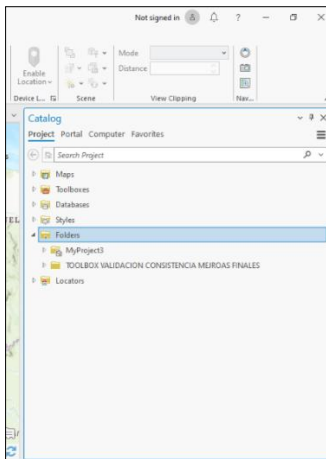 Not signed in
?
Enable
Location
Mode
Distance
Device L...
Scene
View Clipping
Nav...
Catalog
Project Portal Computer Favorites
Search Project
Maps
Toolboxes
Databases
Styles
Folders
MyProject3
TOOLBOX VALIDACION CONSISTENCIA MEJROAS FINALES
Locators